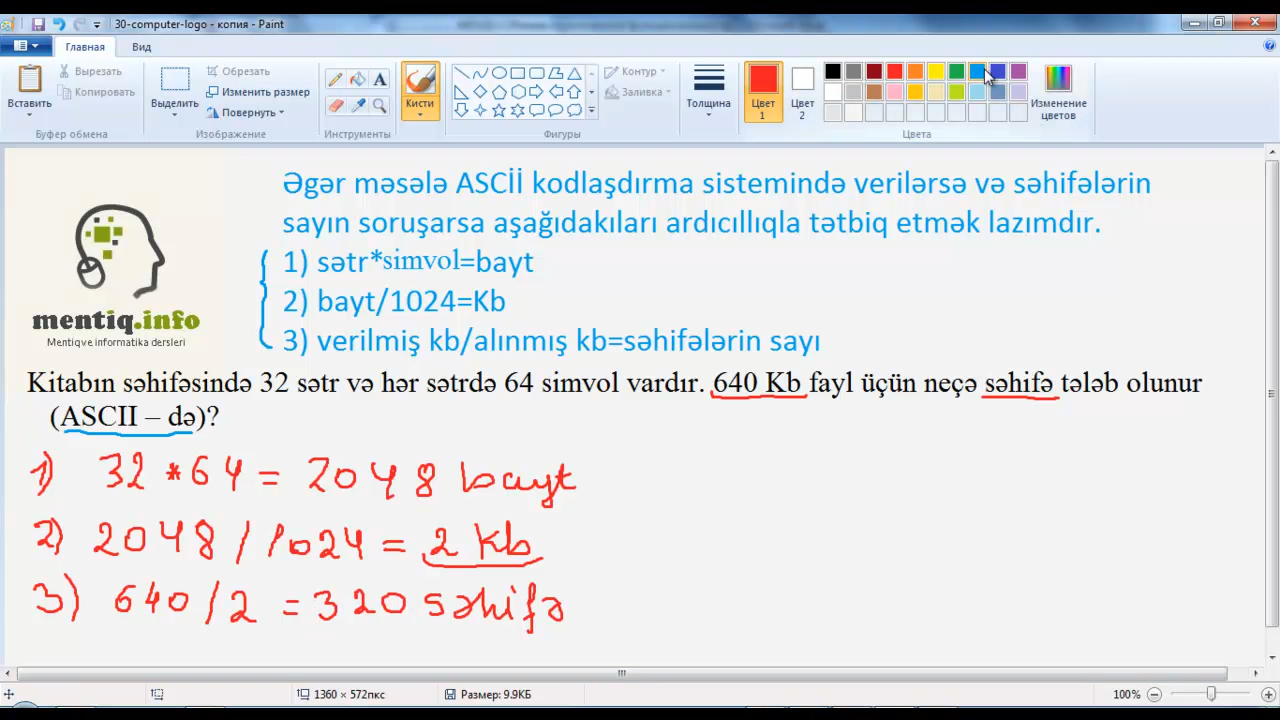 30-computer-logo - копия - Paint
Главная Вид
Вставить
Вырезать
Копировать
Буфер обмена
Выделить
Обрезать
Изменить размер
Повернуть
Изображение
Инструменты
Кисти
Контур
Заливка
Фигуры
Толщина
Цвет 1
Цвет 2
Изменение цветов
Цвета
Əgər məsələ ASCİİ kodlaşdırma sistemində verilərsə və səhifələrin
sayın soruşarsa aşağıdakıları ardıcıllıqla tətbiq etmək lazımdır.
1) sətr*simvol=bayt
2) bayt/1024=Kb
3) verilmiş kb/alınmış kb=səhifələrin sayı
mentiq.info
Mentiq ve informatika dersleri
Kitabın səhifəsində 32 sətr və hər sətrdə 64 simvol vardır. 640 Kb fayl üçün neçə səhifə tələb olunur
(ASCII – də)?
1) 32 * 64 = 2048 bayt
2) 2048 / 1024 = 2 Kb
3) 640 / 2 = 320 səhifə
1360 × 572пкс
Размер: 9.9КБ
100%